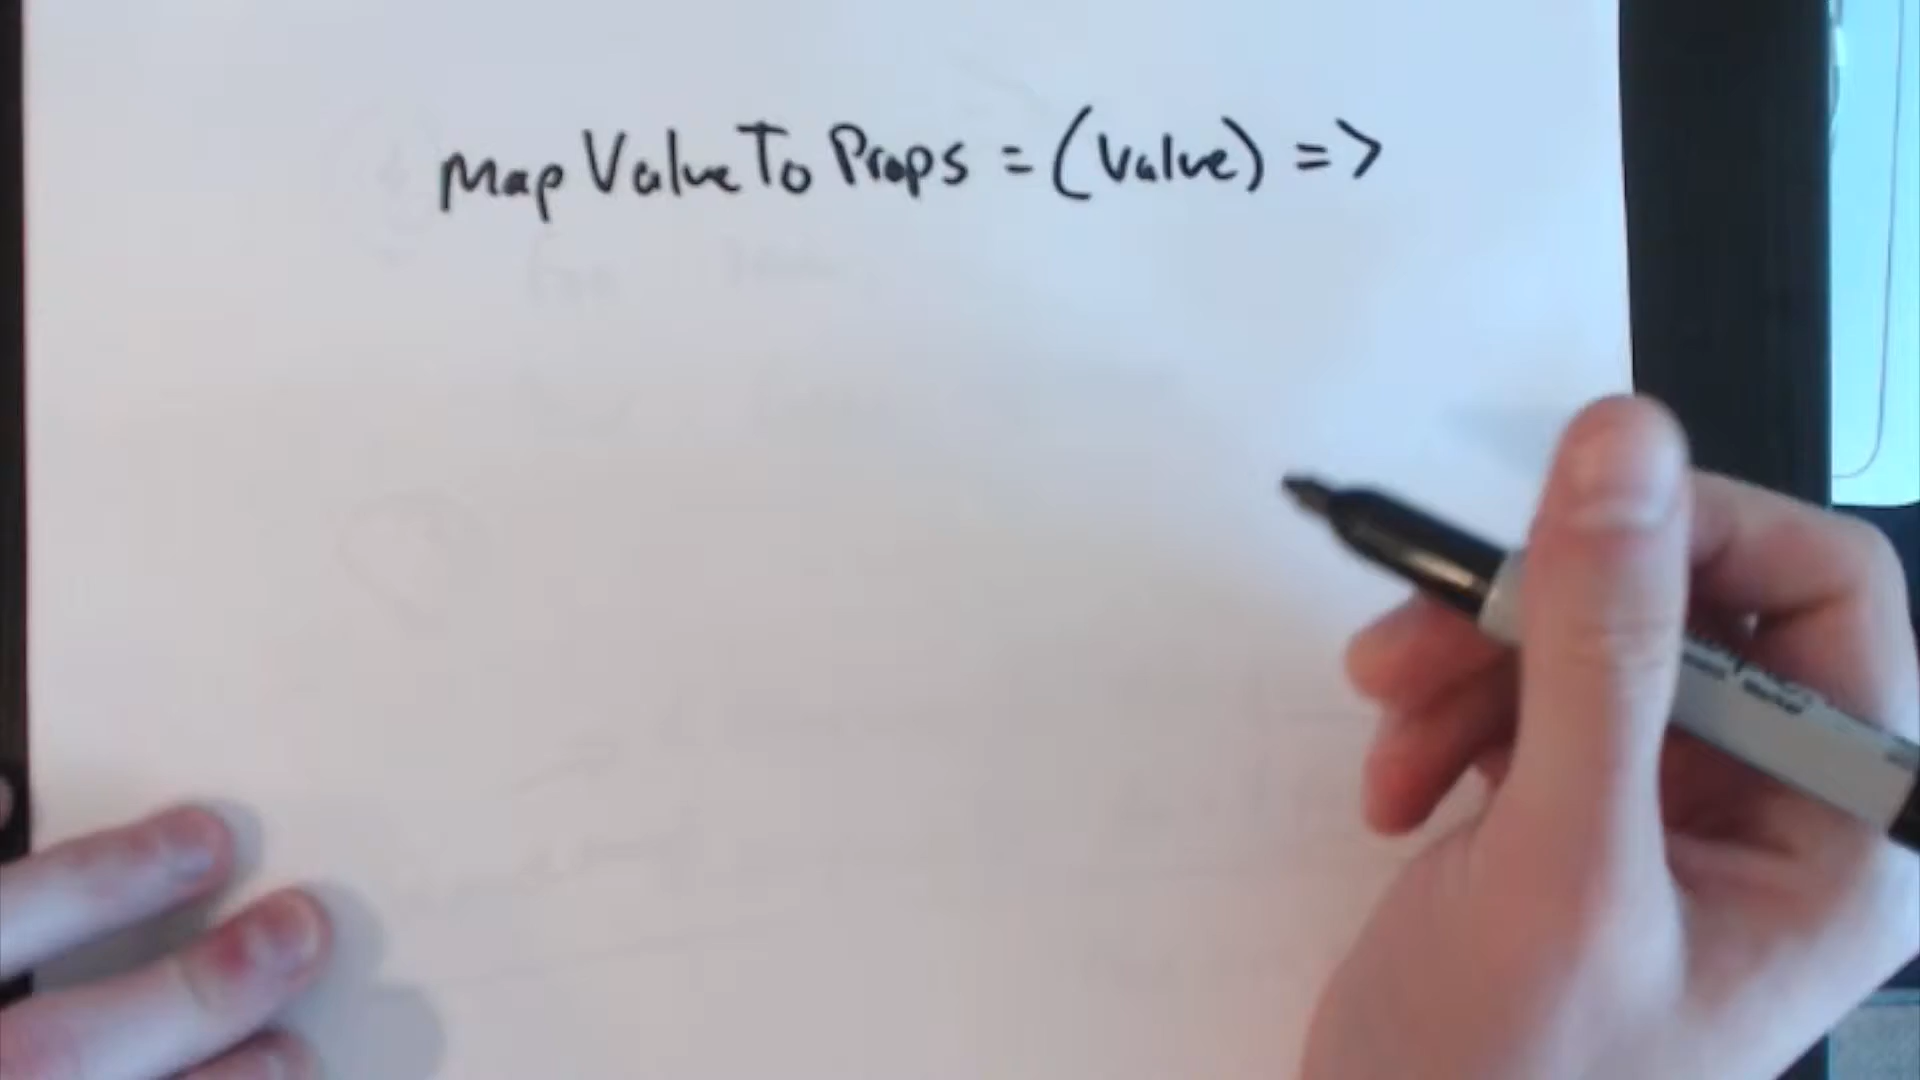 mapValueToProps = (value) =>